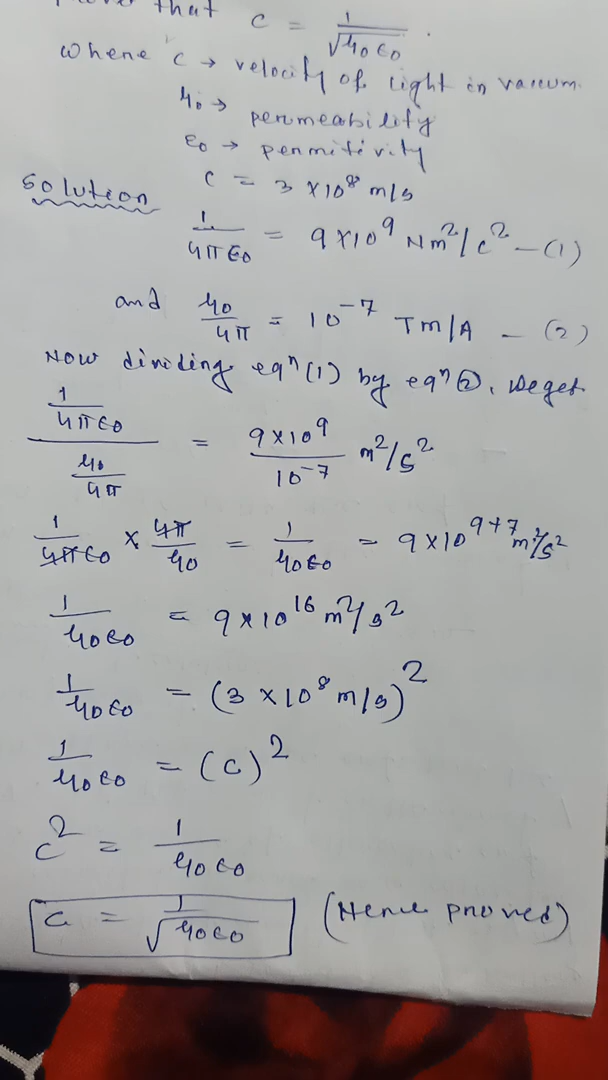 that c = 1/√μ0ε0 .
where c → velocity of light in vaccum.
μ0 → permeability
ε0 → permitivity
c = 3 × 10⁸ m/s
Solution
1/4πε0 = 9×10⁹ Nm²/c² — (1)
and μ0/4π = 10⁻⁷ Tm/A — (2)
Now dividing eqⁿ (1) by eqⁿ ②, we get
(1/4πε0)/(μ0/4π) = 9×10⁹/10⁻⁷ m²/s²
1/4πε0 × 4π/μ0 = 1/μ0ε0 = 9×10⁹⁺⁷ m²/s²
1/μ0ε0 = 9×10¹⁶ m²/s²
1/μ0ε0 = (3 × 10⁸ m/s)²
1/μ0ε0 = (c)²
c² = 1/μ0ε0
c = 1/√μ0ε0 (Hence proved)